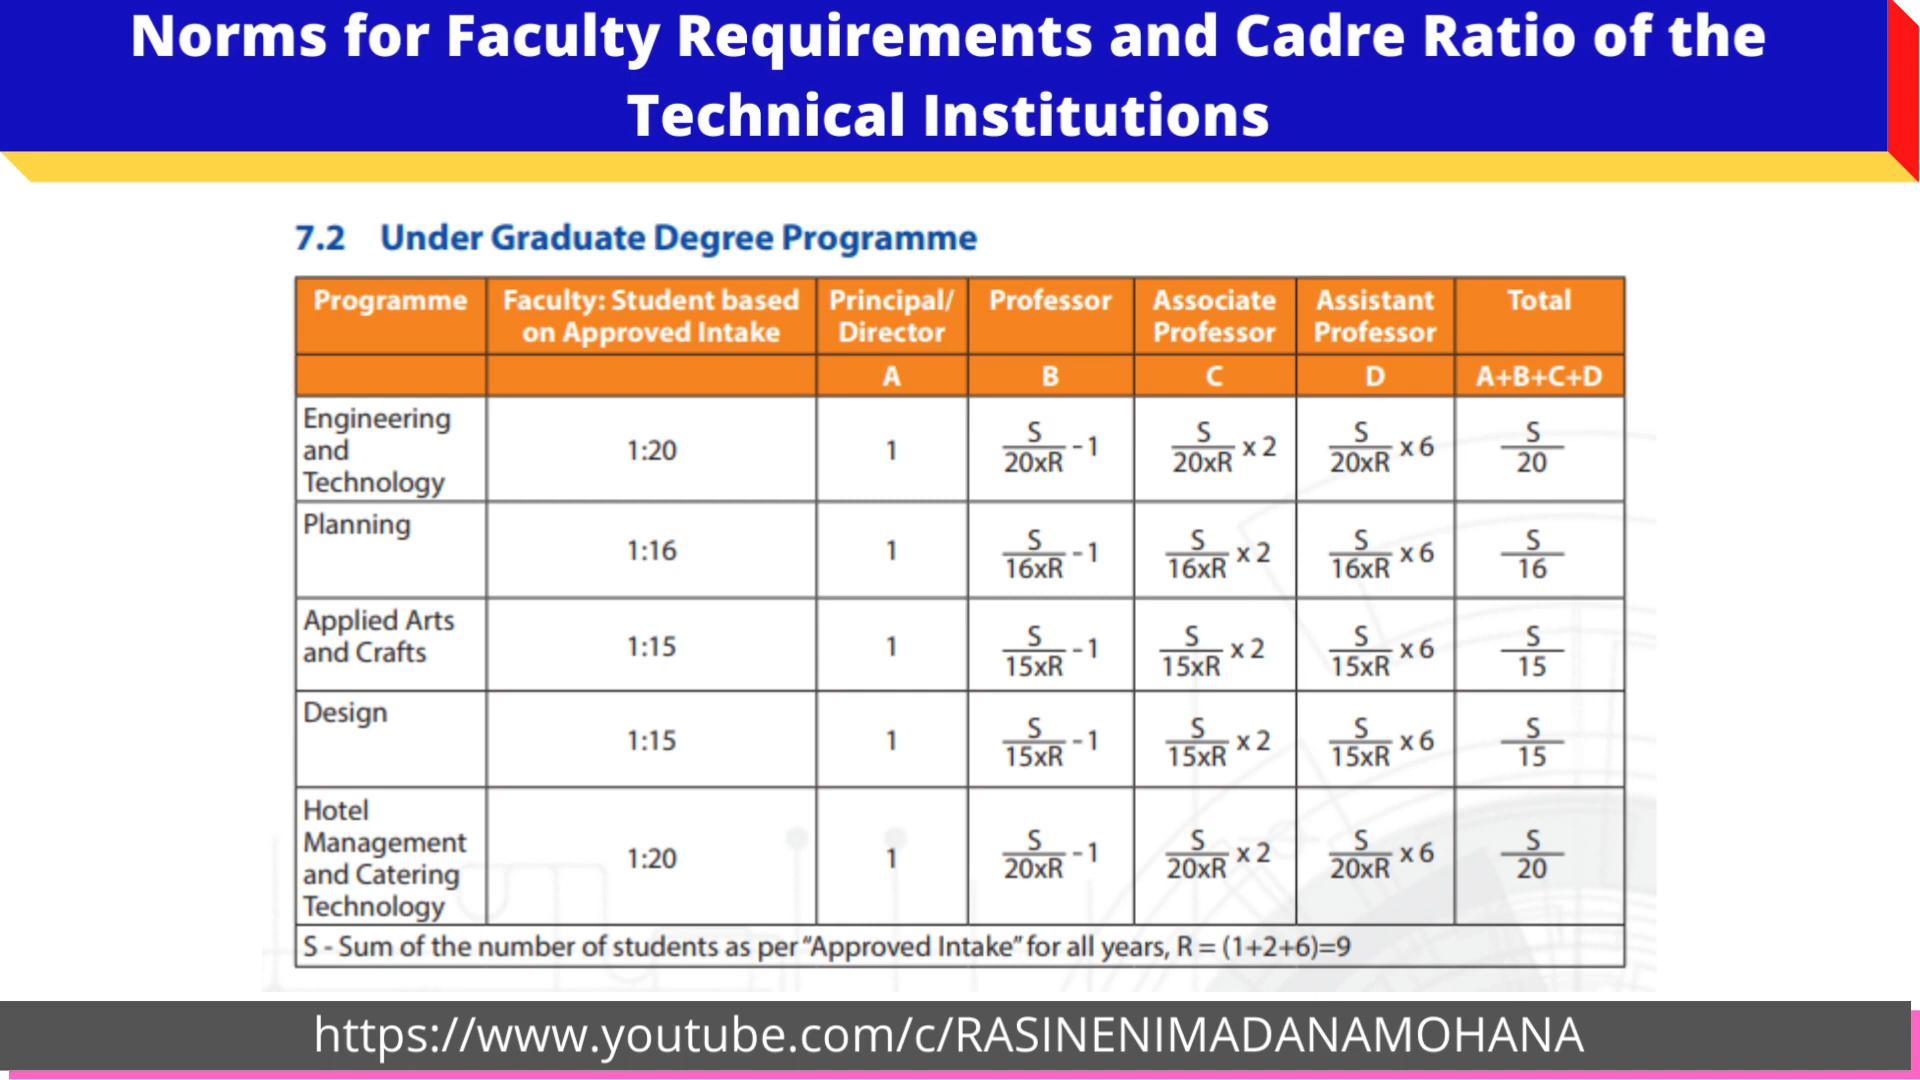 Norms for Faculty Requirements and Cadre Ratio of the
Technical Institutions
7.2 Under Graduate Degree Programme
Programme | Faculty: Student based on Approved Intake | Principal/ Director | Professor | Associate Professor | Assistant Professor | Total
A | B | C | D | A+B+C+D
Engineering and Technology | 1:20 | 1 | S/20xR - 1 | S/20xR x 2 | S/20xR x 6 | S/20
Planning | 1:16 | 1 | S/16xR - 1 | S/16xR x 2 | S/16xR x 6 | S/16
Applied Arts and Crafts | 1:15 | 1 | S/15xR - 1 | S/15xR x 2 | S/15xR x 6 | S/15
Design | 1:15 | 1 | S/15xR - 1 | S/15xR x 2 | S/15xR x 6 | S/15
Hotel Management and Catering Technology | 1:20 | 1 | S/20xR - 1 | S/20xR x 2 | S/20xR x 6 | S/20
S - Sum of the number of students as per “Approved Intake” for all years, R = (1+2+6)=9
https://www.youtube.com/c/RASINENIMADANAMOHANA